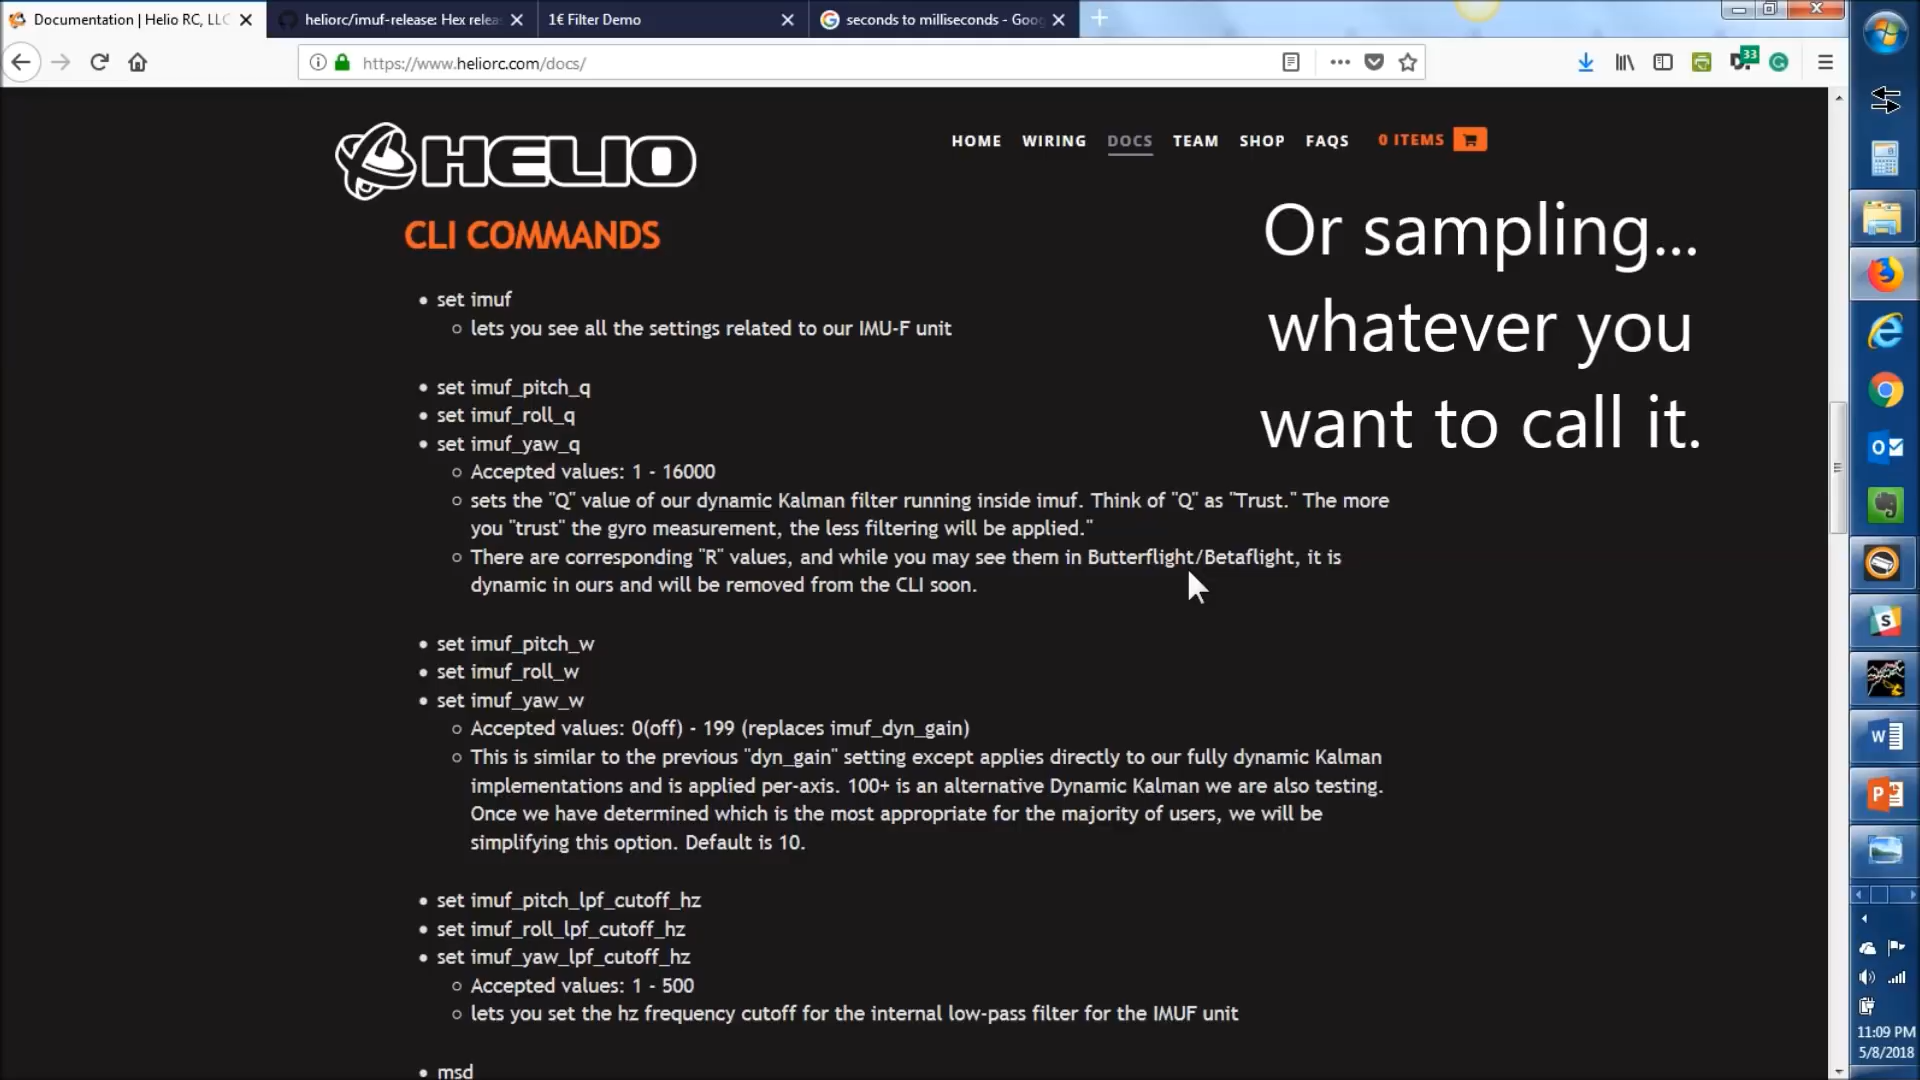 Documentation | Helio RC, LLC
heliorc/imuf-release: Hex relea
1€ Filter Demo
seconds to milliseconds - Goo
https://www.heliorc.com/docs/
33
HELIO
HOME WIRING DOCS TEAM SHOP FAQS 0 ITEMS
CLI COMMANDS
Or sampling...
whatever you
want to call it.
set imuf
lets you see all the settings related to our IMU-F unit
set imuf_pitch_q
set imuf_roll_q
set imuf_yaw_q
Accepted values: 1 - 16000
sets the "Q" value of our dynamic Kalman filter running inside imuf. Think of "Q" as "Trust." The more
you "trust" the gyro measurement, the less filtering will be applied."
There are corresponding "R" values, and while you may see them in Butterflight/Betaflight, it is
dynamic in ours and will be removed from the CLI soon.
set imuf_pitch_w
set imuf_roll_w
set imuf_yaw_w
Accepted values: 0(off) - 199 (replaces imuf_dyn_gain)
This is similar to the previous "dyn_gain" setting except applies directly to our fully dynamic Kalman
implementations and is applied per-axis. 100+ is an alternative Dynamic Kalman we are also testing.
Once we have determined which is the most appropriate for the majority of users, we will be
simplifying this option. Default is 10.
set imuf_pitch_lpf_cutoff_hz
set imuf_roll_lpf_cutoff_hz
set imuf_yaw_lpf_cutoff_hz
Accepted values: 1 - 500
lets you set the hz frequency cutoff for the internal low-pass filter for the IMUF unit
msd
11:09 PM
5/8/2018